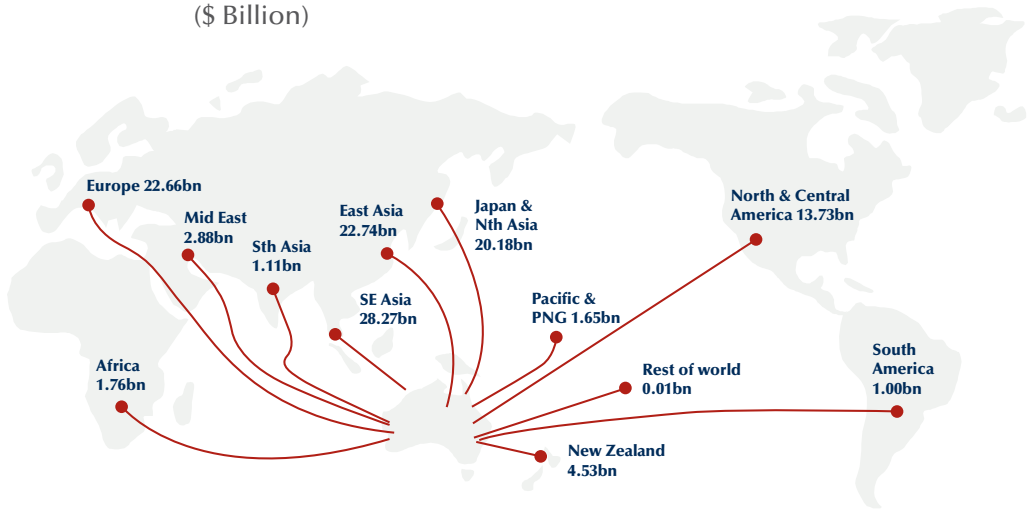 ($ Billion)
Europe 22.66bn
Mid East
2.88bn
Sth Asia
1.11bn
East Asia
22.74bn
Japan &
Nth Asia
20.18bn
North & Central
America 13.73bn
SE Asia
28.27bn
Pacific &
PNG 1.65bn
Africa
1.76bn
Rest of world
0.01bn
South
America
1.00bn
New Zealand
4.53bn